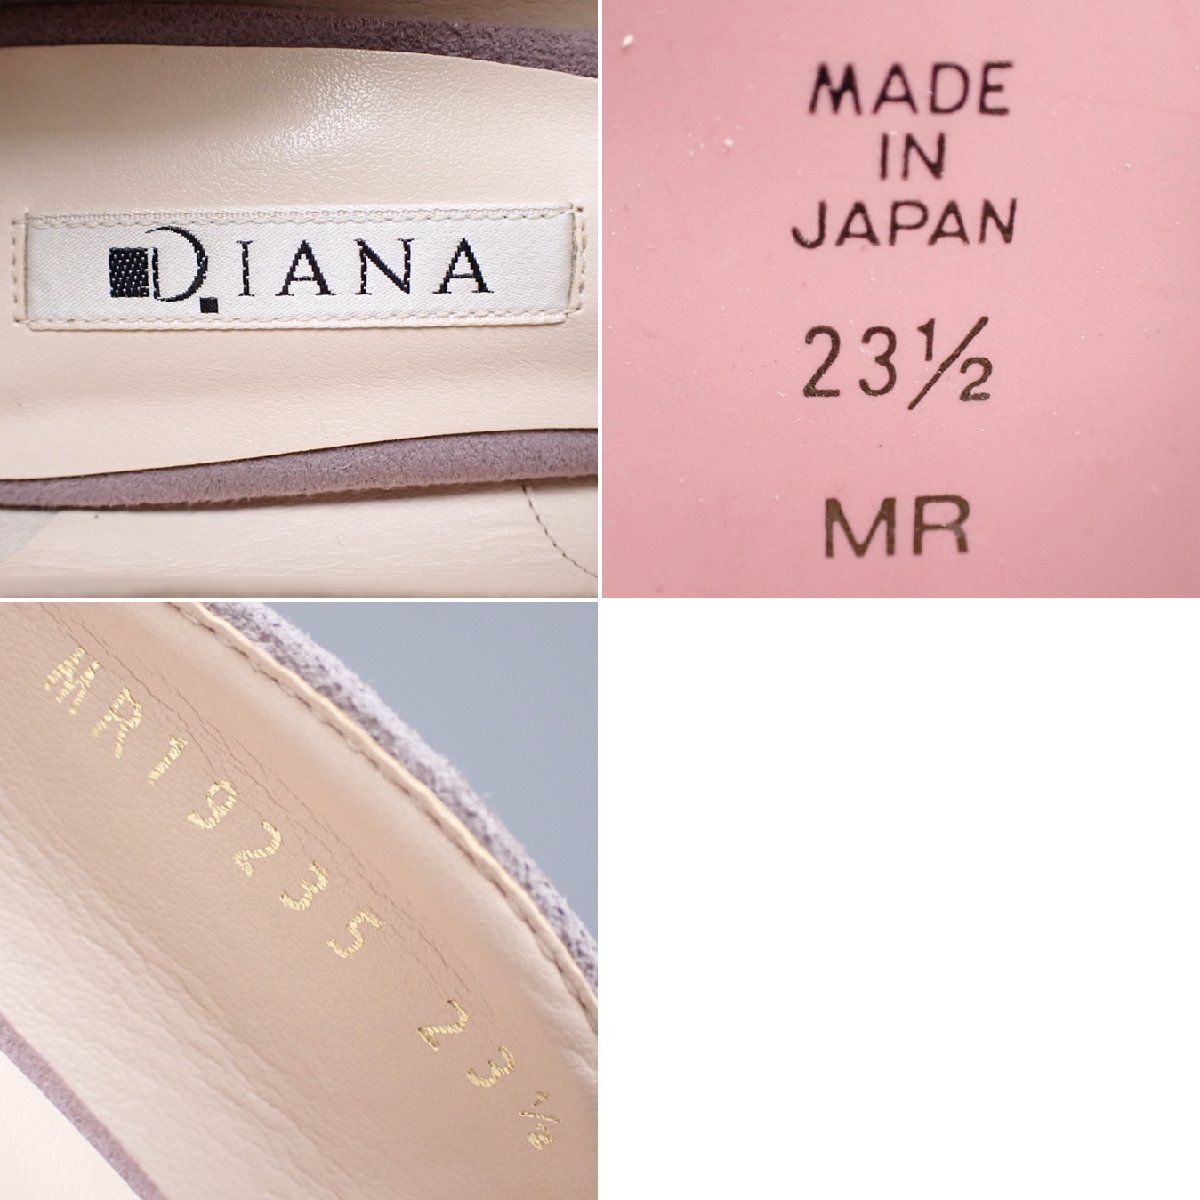 DIANA
MADE
IN
JAPAN
23½
MR
MR19235 23½